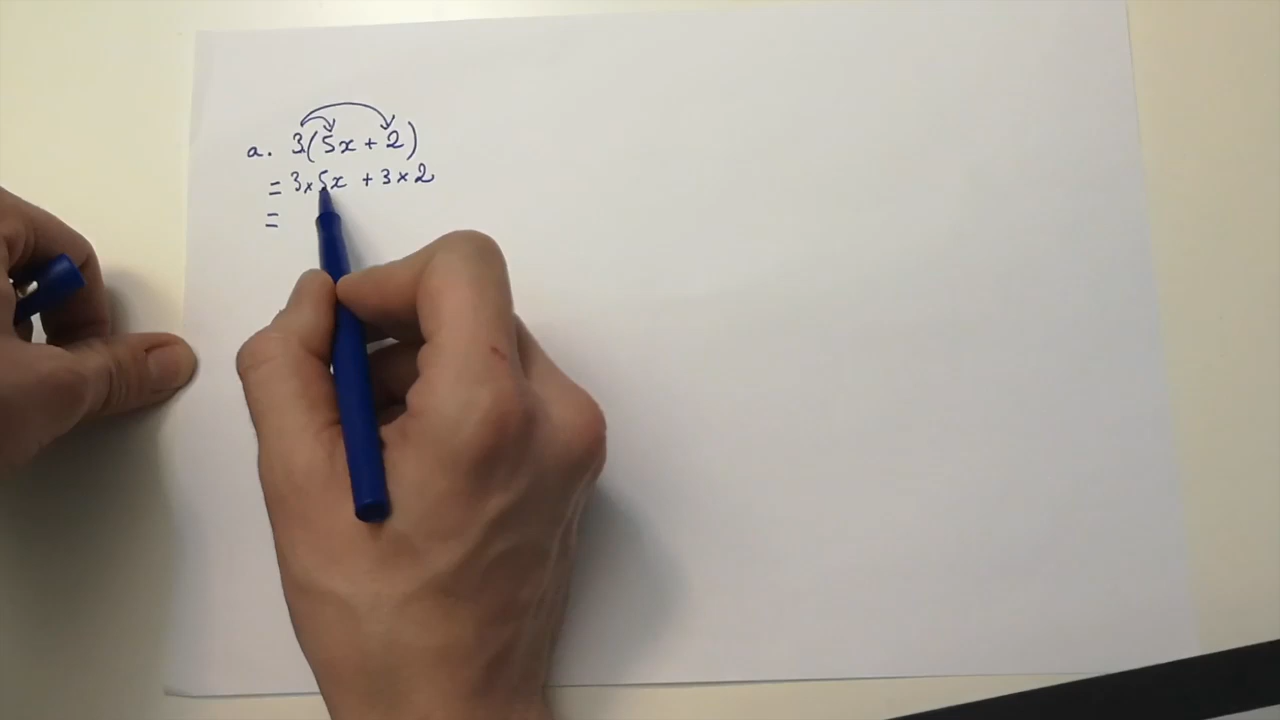 a. 3(5x + 2)
= 3 × 5x + 3 × 2
=